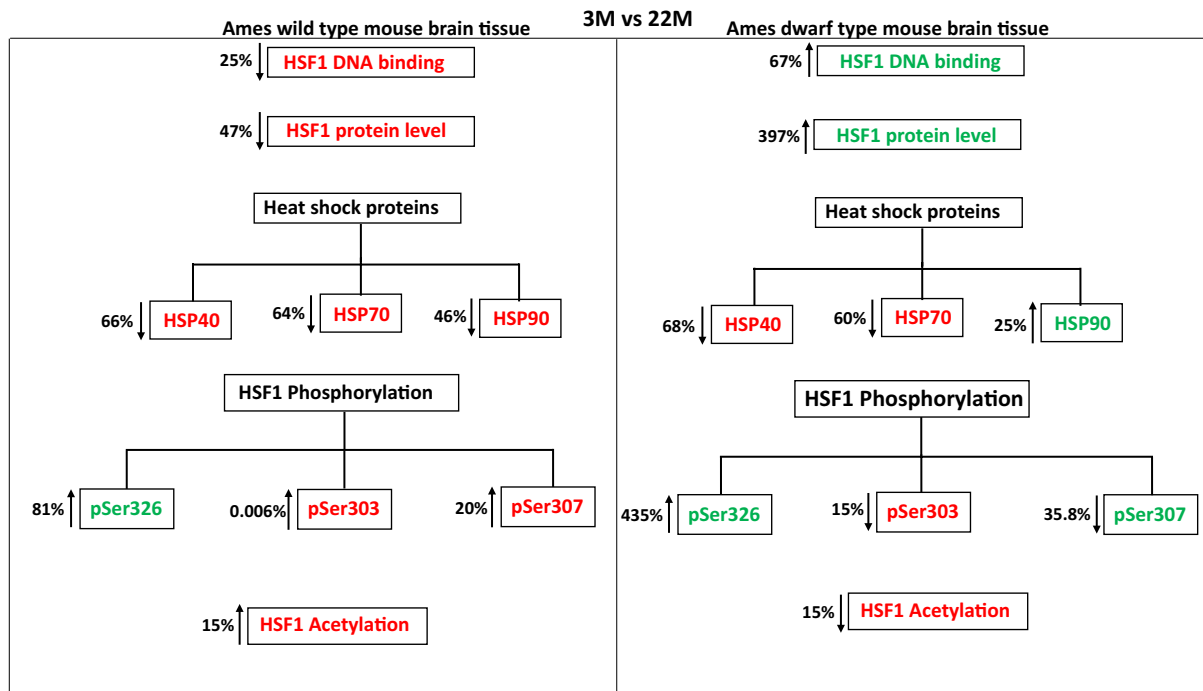 3M vs 22M
Ames wild type mouse brain tissue
25%
HSF1 DNA binding
47%
HSF1 protein level
Heat shock proteins
66%
HSP40
64%
HSP70
46%
HSP90
HSF1 Phosphorylation
81%
pSer326
0.006%
pSer303
20%
pSer307
15%
HSF1 Acetylation
Ames dwarf type mouse brain tissue
67%
HSF1 DNA binding
397%
HSF1 protein level
Heat shock proteins
68%
HSP40
60%
HSP70
25%
HSP90
HSF1 Phosphorylation
435%
pSer326
15%
pSer303
35.8%
pSer307
15%
HSF1 Acetylation